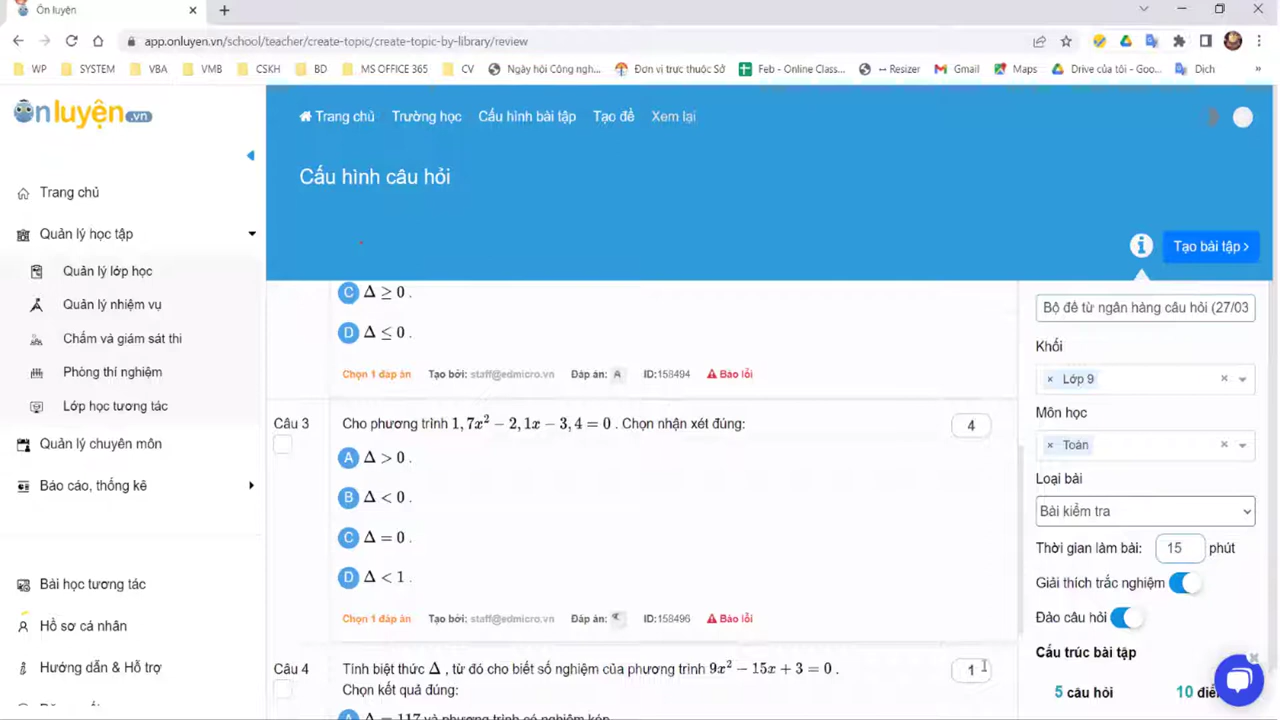 Ôn luyện
app.onluyen.vn/school/teacher/create-topic/create-topic-by-library/review
WP SYSTEM VBA VMB CSKH BD MS OFFICE 365 CV Ngày hội Công ngh... Đơn vị trực thuộc Sở Feb - Online Class... -- Resizer Gmail Maps Drive của tôi - Goo... Dịch »
Ôn luyện .vn
Trang chủ
Quản lý học tập
Quản lý lớp học
Quản lý nhiệm vụ
Chấm và giám sát thi
Phòng thí nghiệm
Lớp học tương tác
Quản lý chuyên môn
Báo cáo, thống kê
Bài học tương tác
Hồ sơ cá nhân
Hướng dẫn & Hỗ trợ
Trang chủ Trường học Cấu hình bài tập Tạo đề Xem lại
Cấu hình câu hỏi
Tạo bài tập ›
C Δ ≥ 0 .
D Δ ≤ 0 .
Chọn 1 đáp án Tạo bởi: staff@edmicro.vn Đáp án: A ID:158494 Báo lỗi
Câu 3 Cho phương trình 1, 7x² − 2, 1x − 3, 4 = 0 . Chọn nhận xét đúng: 4
A Δ > 0 .
B Δ < 0 .
C Δ = 0 .
D Δ < 1 .
Chọn 1 đáp án Tạo bởi: staff@edmicro.vn Đáp án: ID:158496 Báo lỗi
Câu 4 Tính biệt thức Δ , từ đó cho biết số nghiệm của phương trình 9x² − 15x + 3 = 0 . 1
Chọn kết quả đúng:
A Δ = 117 và phương trình có nghiệm kép
Bộ đề từ ngân hàng câu hỏi (27/03
Khối
× Lớp 9 ×
Môn học
× Toán ×
Loại bài
Bài kiểm tra
Thời gian làm bài: 15 phút
Giải thích trắc nghiệm
Đảo câu hỏi
Cấu trúc bài tập
5 câu hỏi 10